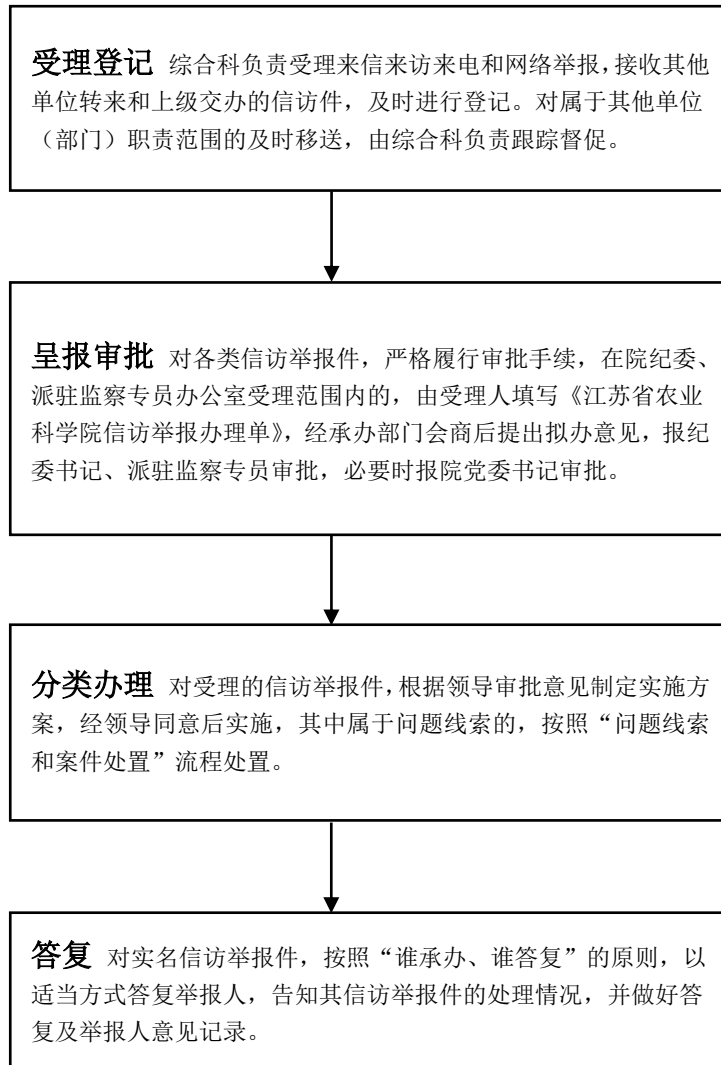 受理登记 综合科负责受理来信来访来电和网络举报，接收其他
单位转来和上级交办的信访件，及时进行登记。对属于其他单位
（部门）职责范围的及时移送，由综合科负责跟踪督促。
呈报审批 对各类信访举报件，严格履行审批手续，在院纪委、
派驻监察专员办公室受理范围内的，由受理人填写《江苏省农业
科学院信访举报办理单》，经承办部门会商后提出拟办意见，报纪
委书记、派驻监察专员审批，必要时报院党委书记审批。
分类办理 对受理的信访举报件，根据领导审批意见制定实施方
案，经领导同意后实施，其中属于问题线索的，按照“问题线索
和案件处置”流程处置。
答复 对实名信访举报件，按照“谁承办、谁答复”的原则，以
适当方式答复举报人，告知其信访举报件的处理情况，并做好答
复及举报人意见记录。